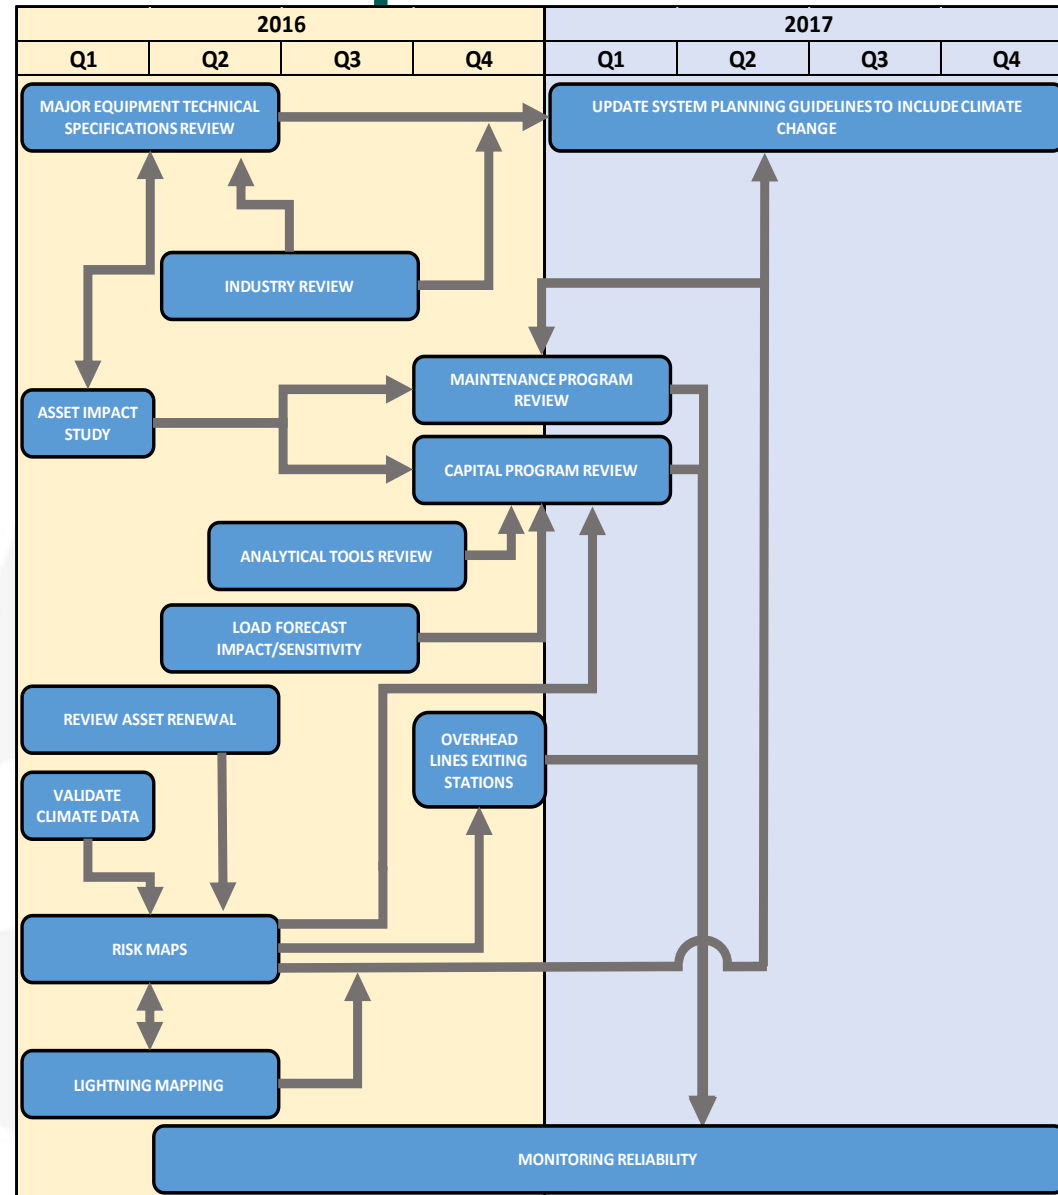 2016
2017
Q1 Q2 Q3 Q4 Q1 Q2 Q3 Q4
MAJOR EQUIPMENT TECHNICAL
SPECIFICATIONS REVIEW
UPDATE SYSTEM PLANNING GUIDELINES TO INCLUDE CLIMATE
CHANGE
INDUSTRY REVIEW
MAINTENANCE PROGRAM
REVIEW
ASSET IMPACT
STUDY
CAPITAL PROGRAM REVIEW
ANALYTICAL TOOLS REVIEW
LOAD FORECAST
IMPACT/SENSITIVITY
REVIEW ASSET RENEWAL
OVERHEAD
LINES EXITING
STATIONS
VALIDATE
CLIMATE DATA
RISK MAPS
LIGHTNING MAPPING
MONITORING RELIABILITY